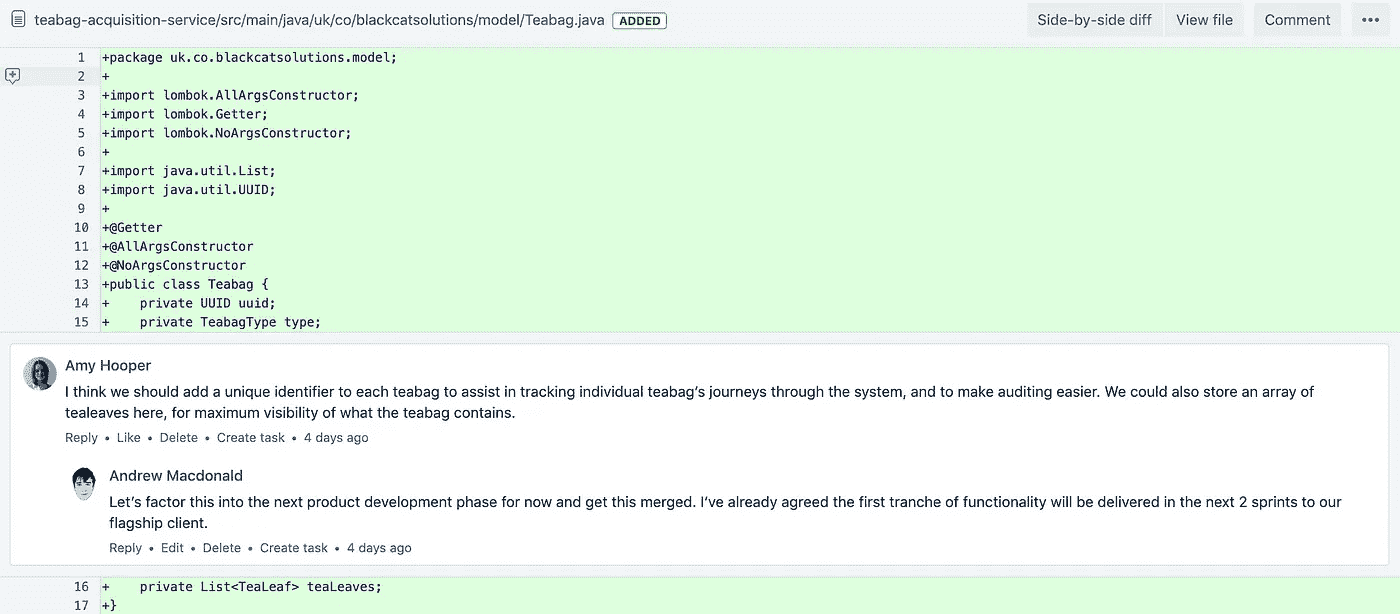 teabag-acquisition-service/src/main/java/uk/co/blackcatsolutions/model/Teabag.java ADDED Side-by-side diff View file Comment •••
1 +package uk.co.blackcatsolutions.model;
2 +
3 +import lombok.AllArgsConstructor;
4 +import lombok.Getter;
5 +import lombok.NoArgsConstructor;
6 +
7 +import java.util.List;
8 +import java.util.UUID;
9 +
10 +@Getter
11 +@AllArgsConstructor
12 +@NoArgsConstructor
13 +public class Teabag {
14 +    private UUID uuid;
15 +    private TeabagType type;
Amy Hooper
I think we should add a unique identifier to each teabag to assist in tracking individual teabag’s journeys through the system, and to make auditing easier. We could also store an array of
tealeaves here, for maximum visibility of what the teabag contains.
Reply • Like • Delete • Create task • 4 days ago
Andrew Macdonald
Let’s factor this into the next product development phase for now and get this merged. I’ve already agreed the first tranche of functionality will be delivered in the next 2 sprints to our
flagship client.
Reply • Edit • Delete • Create task • 4 days ago
16 +    private List<TeaLeaf> teaLeaves;
17 +}